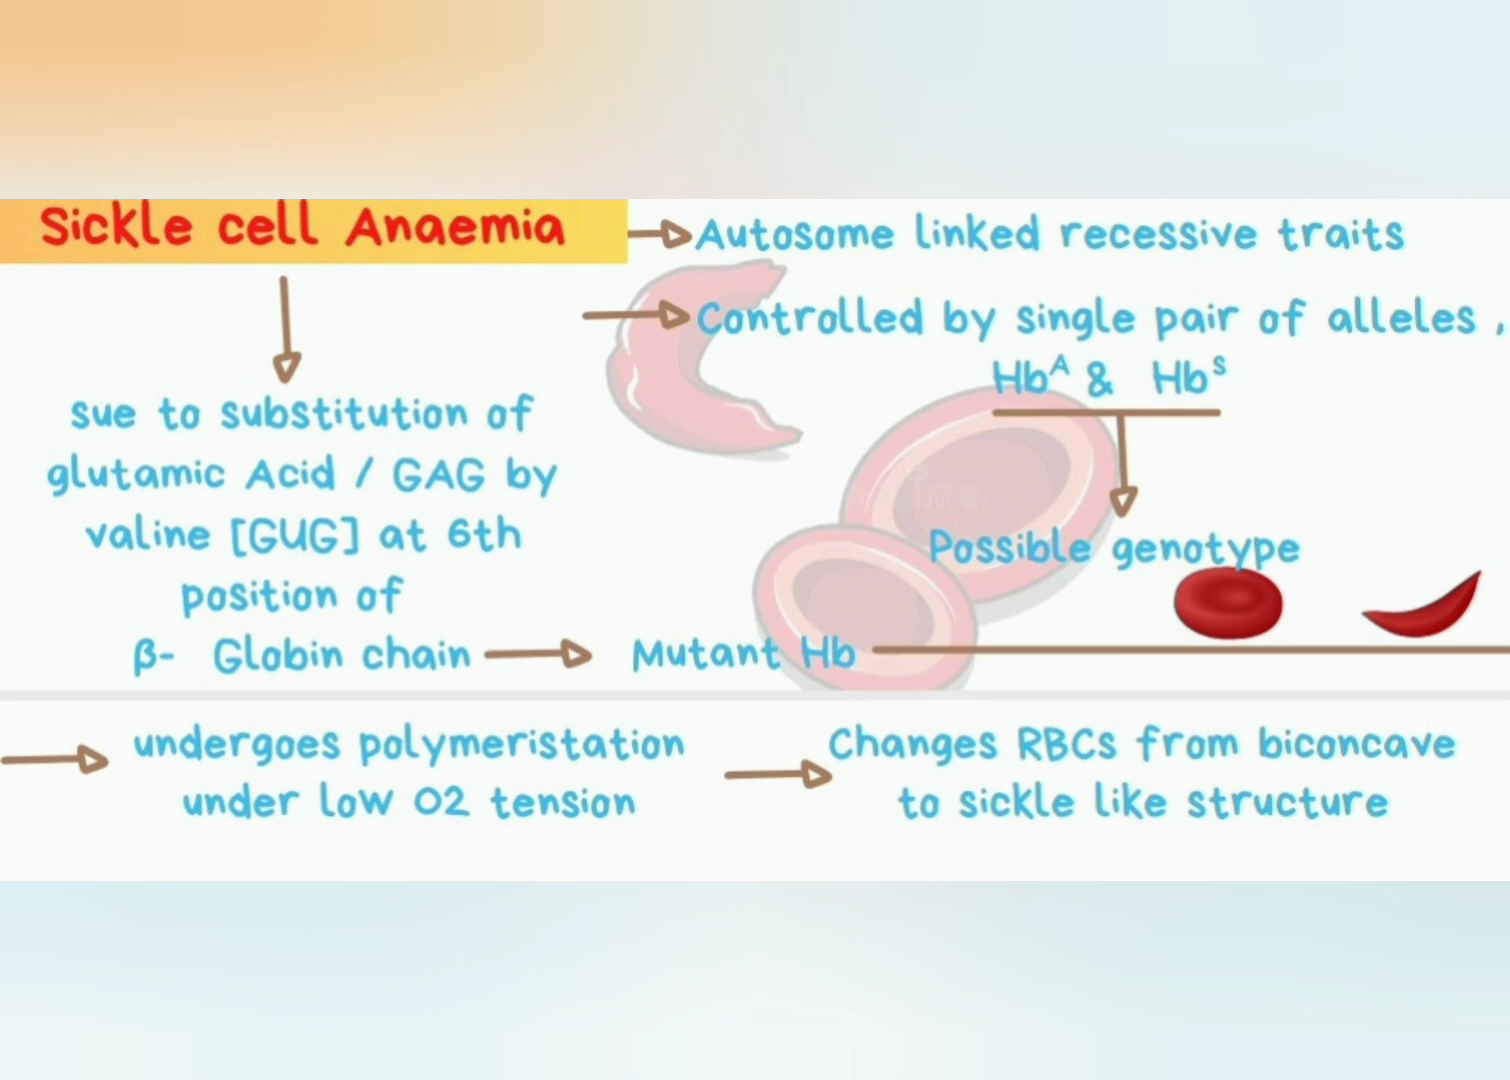 Sickle cell Anaemia
Autosome linked recessive traits
Controlled by single pair of alleles ,
Hbᴬ & Hbˢ
sue to substitution of
glutamic Acid / GAG by
valine [GUG] at 6th
position of
β- Globin chain
Possible genotype
Mutant Hb
undergoes polymeristation
under low O2 tension
Changes RBCs from biconcave
to sickle like structure